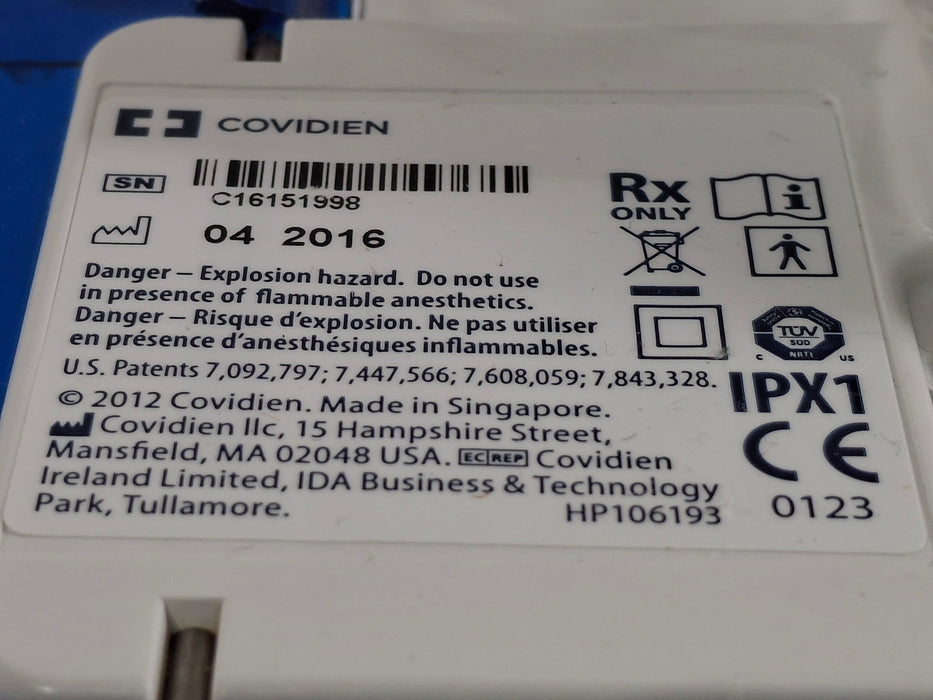 COVIDIEN
SN
C16151998
04 2016
Rx
ONLY
Danger – Explosion hazard. Do not use
in presence of flammable anesthetics.
Danger – Risque d'explosion. Ne pas utiliser
en présence d'anesthésiques inflammables.
TÜV
SÜD
NRTL
C US
U.S. Patents 7,092,797; 7,447,566; 7,608,059; 7,843,328.
IPX1
© 2012 Covidien. Made in Singapore.
Covidien llc, 15 Hampshire Street,
Mansfield, MA 02048 USA. EC REP Covidien
Ireland Limited, IDA Business & Technology
Park, Tullamore.
HP106193
CE
0123